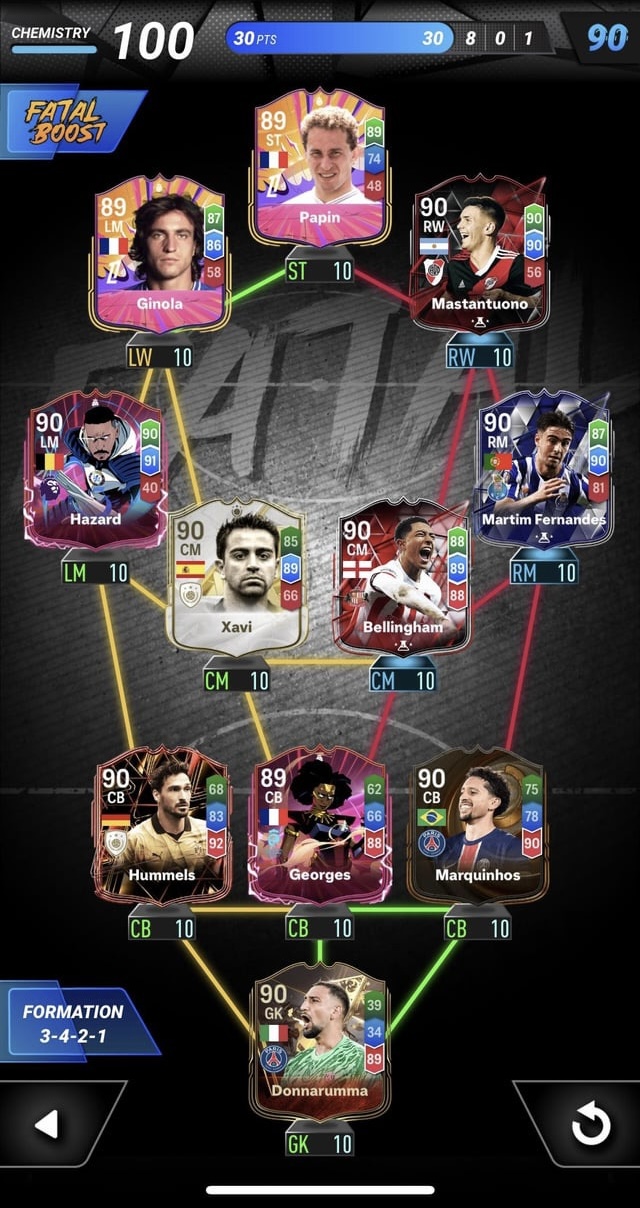 CHEMISTRY 100 30 PTS 30 8 0 1 90
FATAL
BOOST
89
ST
89
74
48
Papin
ST 10
89
LM
87
86
58
Ginola
LW 10
90
RW
90
90
56
Mastantuono
RW 10
90
LM
90
91
40
Hazard
LM 10
90
RM
87
90
81
Martim Fernandes
RM 10
90
CM
85
89
66
Xavi
CM 10
90
CM
88
89
88
Bellingham
CM 10
90
CB
68
83
92
Hummels
CB 10
89
CB
62
66
88
Georges
CB 10
90
CB
75
78
90
PARIS
Marquinhos
CB 10
FORMATION
3-4-2-1
90
GK
39
34
89
PARIS
Donnarumma
GK 10
FATAL